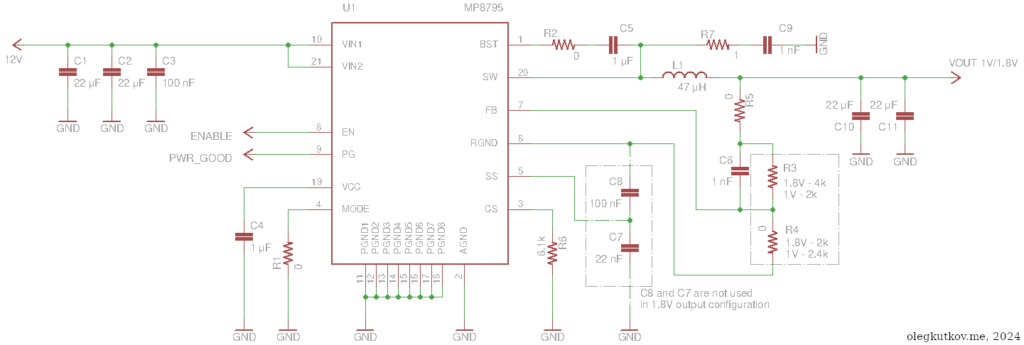 U1
MP8795
12V
C1
22 µF
C2
22 µF
C3
100 nF
GND
GND
GND
10
VIN1
21
VIN2
ENABLE
8
EN
PWR_GOOD
9
PG
19
VCC
4
MODE
C4
1 µF
R1
0
GND
GND
PGND1
PGND2
PGND3
PGND4
PGND5
PGND6
PGND7
PGND8
AGND
11
12
13
14
15
16
17
18
2
GND
GND
BST
1
R2
0
C5
1 µF
R7
1
C9
1 nF
GND
SW
20
L1
47 µH
VOUT 1V/1.8V
FB
7
RGND
6
SS
5
CS
3
0
R5
22 µF
C10
22 µF
C11
GND
GND
C6
1 nF
R3
1.8V - 4k
1V - 2k
0
R4
1.8V - 2k
1V - 2.4k
C8
100 nF
C7
22 nF
6.1k
R6
GND
GND
C8 and C7 are not used
in 1.8V output configuration
olegkutkov.me, 2024